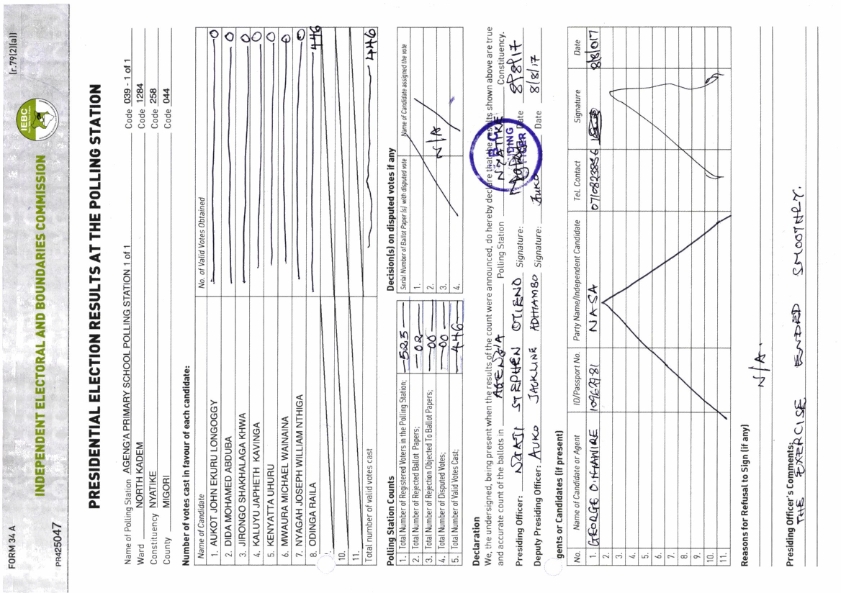 FORM 34 A
(r.79(2)(a))
INDEPENDENT ELECTORAL AND BOUNDARIES COMMISSION
IEBC
PR425047
PRESIDENTIAL ELECTION RESULTS AT THE POLLING STATION
Name of Polling Station AGENG'A PRIMARY SCHOOL POLLING STATION 1 of 1 Code 039 - 1 of 1
Ward NORTH KADEM Code 1284
Constituency NYATIKE Code 258
County MIGORI Code 044
Number of votes cast in favour of each candidate:
Name of Candidate No. of Valid Votes Obtained
1. AUKOT JOHN EKURU LONGOGGY 0
2. DIDA MOHAMED ABDUBA 0
3. JIRONGO SHAKHALAGA KHWA 0
4. KALUYU JAPHETH KAVINGA 0
5. KENYATTA UHURU 0
6. MWAURA MICHAEL WAINAINA 0
7. NYAGAH JOSEPH WILLIAM NTHIGA 0
8. ODINGA RAILA 446
10.
11.
Total number of valid votes cast 446
Polling Station Counts
1. Total Number of Registered Voters in the Polling Station; 525
2. Total Number of Rejected Ballot Papers; 02
3. Total Number of Rejection Objected To Ballot Papers; 00
4. Total Number of Disputed Votes; 00
5. Total Number of Valid Votes Cast; 446
Decision(s) on disputed votes if any
Serial Number of Ballot Paper (s) with disputed vote Name of Candidate assigned the vote
1.
2.
3. N/A
4.
Declaration
We, the undersigned, being present when the results of the count were announced, do hereby declare that the results shown above are true
and accurate count of the ballots in AGENG'A Polling Station NYATIKE Constituency.
Presiding Officer: STEPHEN OTIENO Signature: Date 8/8/17
Deputy Presiding Officer: AUKO JACKLINE ADHIAMBO Signature: Auko Date 8/8/17
gents or Candidates (if present)
No. Name of Candidate or Agent ID/Passport No. Party Name/Independent Candidate Tel. Contact Signature Date
1. GEORGE NASA 0710823856
2.
3.
4.
5.
6.
7.
8.
9.
10.
11.
Reasons for Refusal to Sign (if any)
N/A.
Presiding Officer's Comments:
THE EXERCISE ENDED SMOOTHLY.